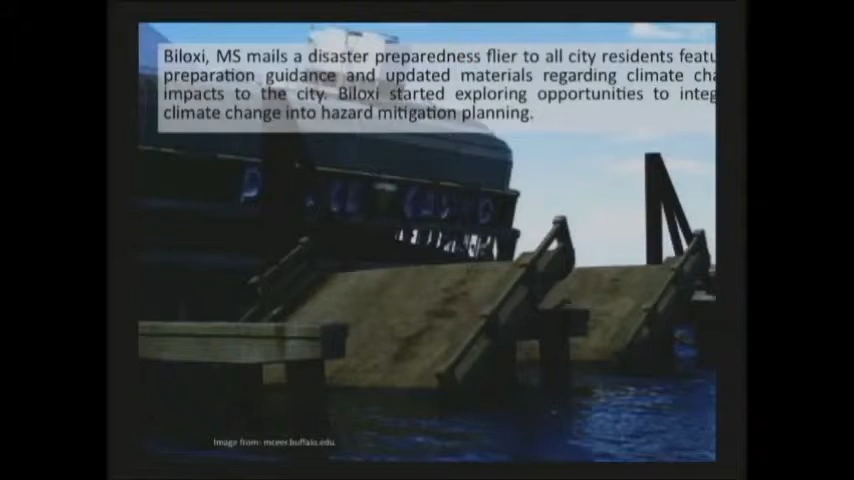 Biloxi, MS mails a disaster preparedness flier to all city residents featu
preparation guidance and updated materials regarding climate cha
impacts to the city. Biloxi started exploring opportunities to integ
climate change into hazard mitigation planning.
Image from: mceer.buffalo.edu